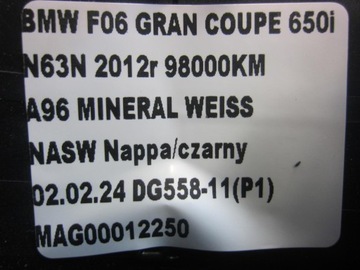 BMW F06 GRAN COUPE 650i
N63N 2012r 98000KM
A96 MINERAL WEISS
NASW Nappa/czarny
02.02.24 DG558-11(P1)
MAG00012250